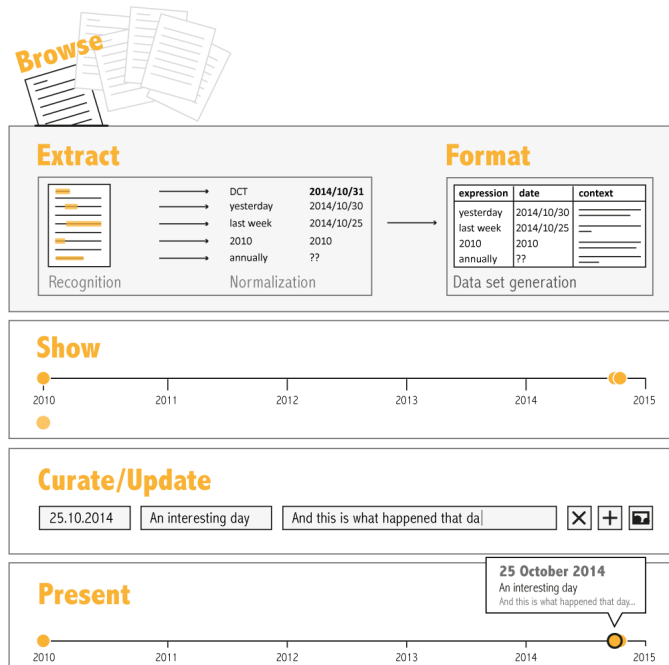 Browse
Extract
Format
DCT 2014/10/31
yesterday 2014/10/30
last week 2014/10/25
2010 2010
annually ??
Recognition Normalization
expression date context
yesterday 2014/10/30
last week 2014/10/25
2010 2010
annually ??
Data set generation
Show
2010 2011 2012 2013 2014 2015
Curate/Update
25.10.2014 An interesting day And this is what happened that da
Present
25 October 2014
An interesting day
And this is what happened that day...
2010 2011 2012 2013 2014 2015